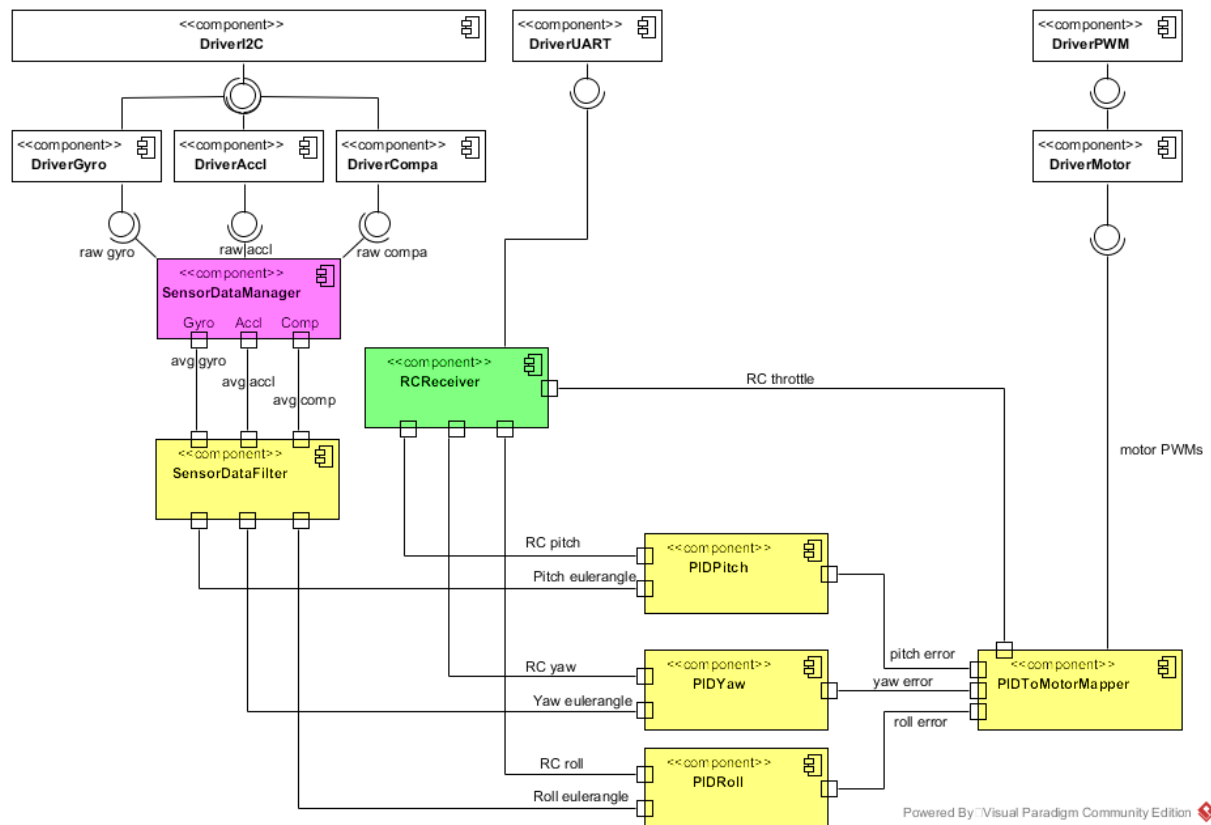 <<component>>
DriverI2C
<<component>>
DriverUART
<<component>>
DriverPWM
<<component>>
DriverGyro
<<component>>
DriverAccl
<<component>>
DriverCompa
<<component>>
DriverMotor
raw gyro
raw accl
raw compa
<<component>>
SensorDataManager
Gyro
Accl
Comp
avg gyro
avg accl
avg comp
<<component>>
RCReceiver
RC throttle
<<component>>
SensorDataFilter
motor PWMs
RC pitch
Pitch eulerangle
<<component>>
PIDPitch
RC yaw
Yaw eulerangle
<<component>>
PIDYaw
pitch error
yaw error
roll error
<<component>>
PIDToMotorMapper
RC roll
Roll eulerangle
<<component>>
PIDRoll
Powered By Visual Paradigm Community Edition